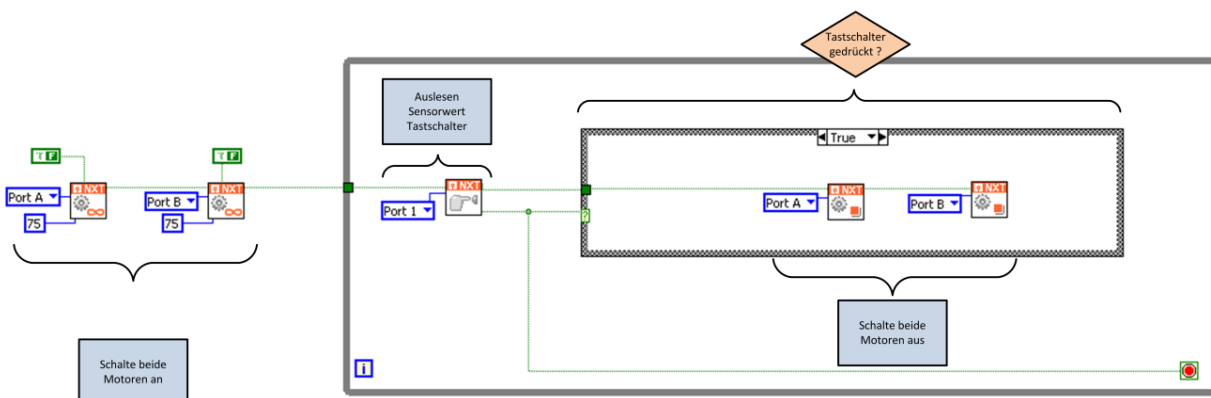 Tastschalter
gedrückt ?
Auslesen
Sensorwert
Tastschalter
True
T F
T F
NXT
NXT
NXT
NXT
NXT
Port A
Port B
Port 1
Port A
Port B
75
75
?
Schalte beide
Motoren aus
Schalte beide
Motoren an
i